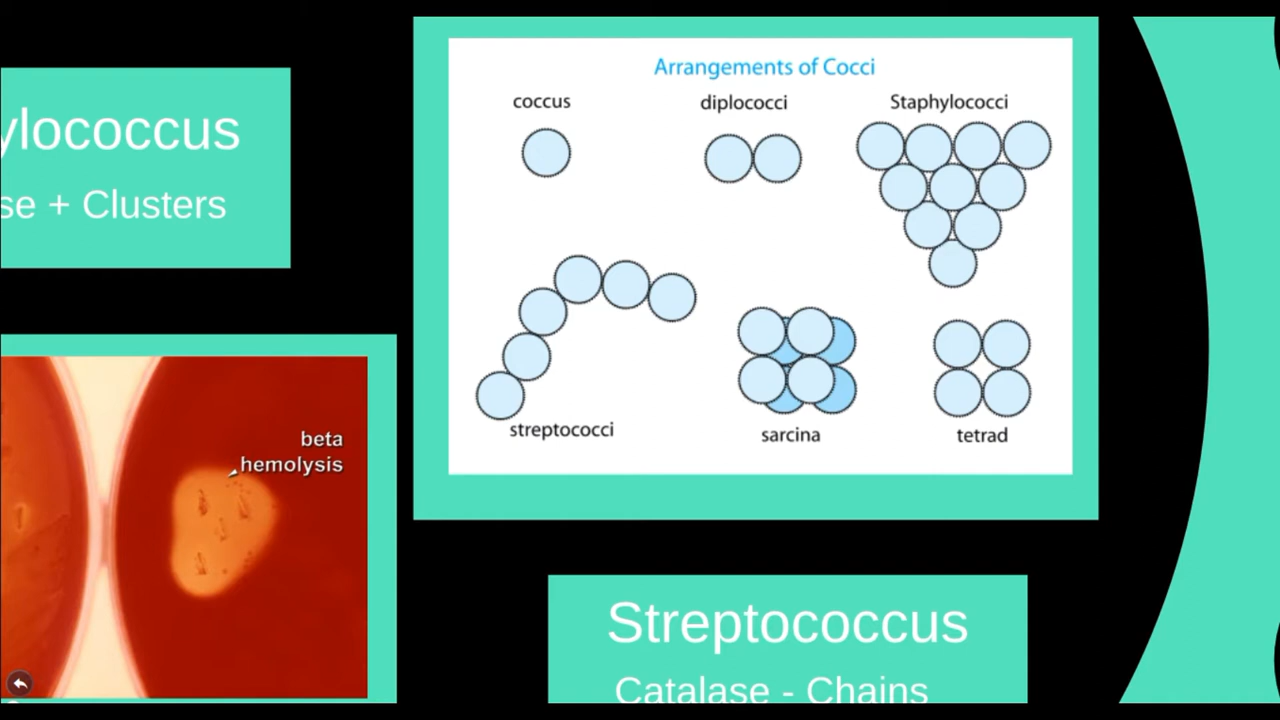 ylococcus
se + Clusters
Arrangements of Cocci
coccus
diplococci
Staphylococci
streptococci
sarcina
tetrad
beta
hemolysis
Streptococcus
Catalase - Chains